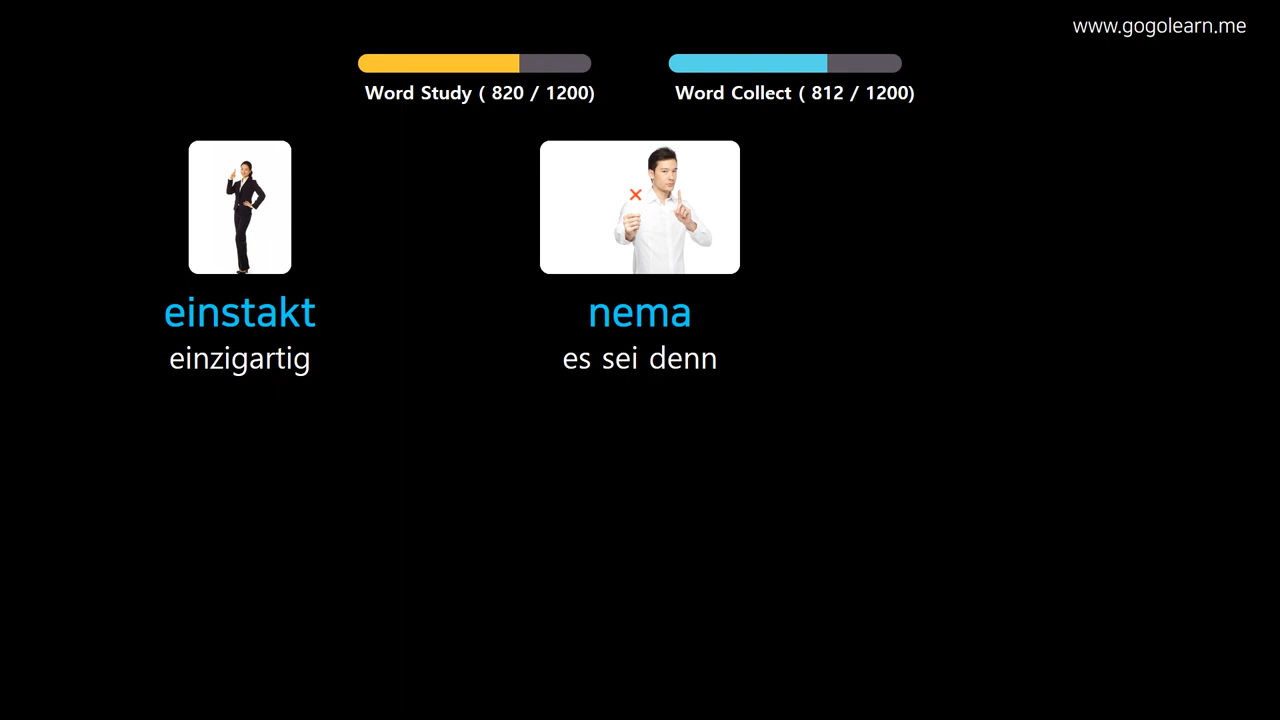 www.gogolearn.me
Word Study ( 820 / 1200)
Word Collect ( 812 / 1200)
einstakt
einzigartig
nema
es sei denn